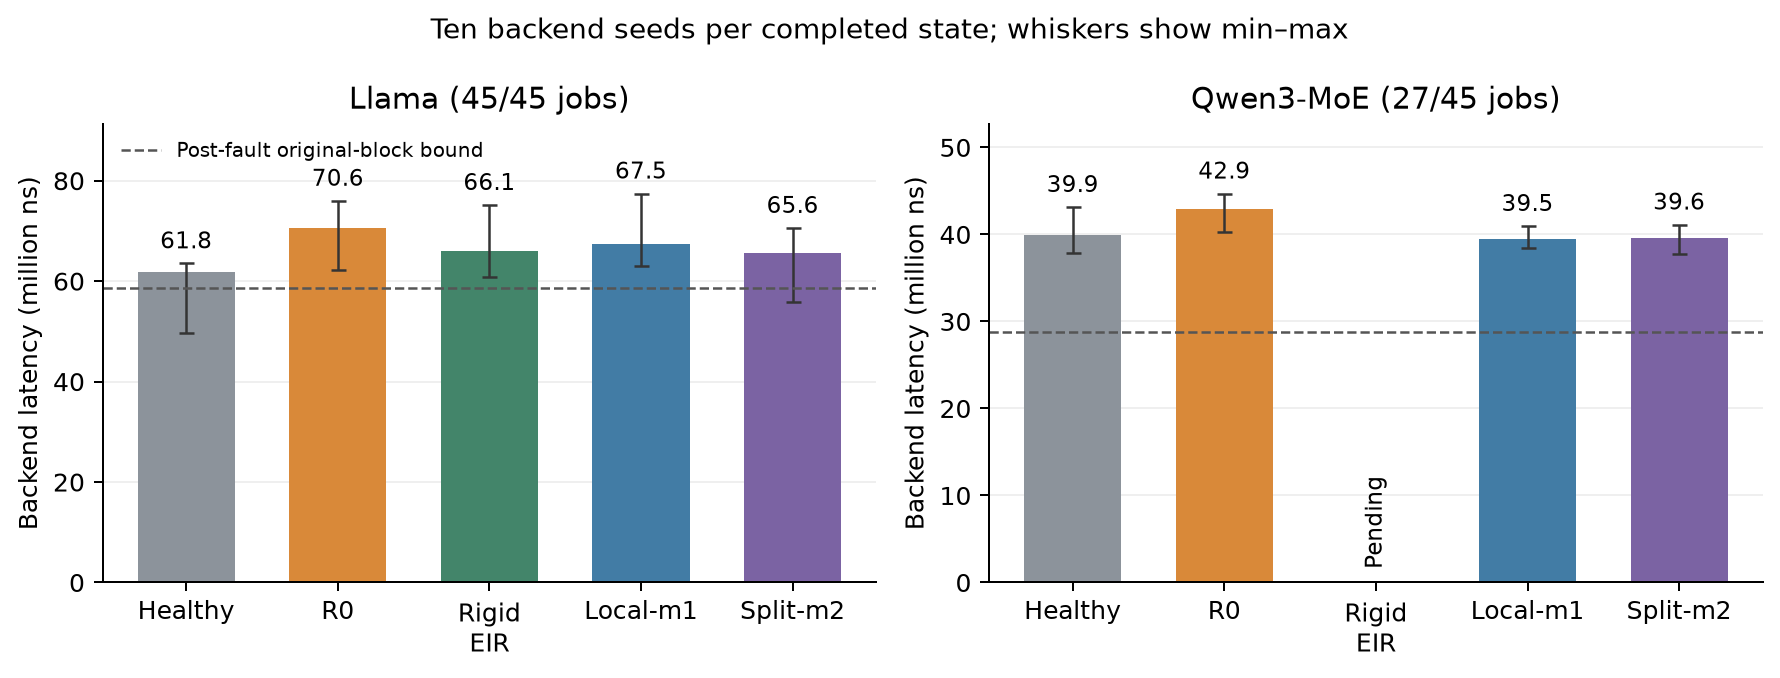 Ten backend seeds per completed state; whiskers show min–max
Llama (45/45 jobs)
Post-fault original-block bound
Backend latency (million ns)
80
60
40
20
0
61.8
70.6
66.1
67.5
65.6
Healthy
R0
Rigid
EIR
Local-m1
Split-m2
Qwen3-MoE (27/45 jobs)
Backend latency (million ns)
50
40
30
20
10
0
39.9
42.9
Pending
39.5
39.6
Healthy
R0
Rigid
EIR
Local-m1
Split-m2